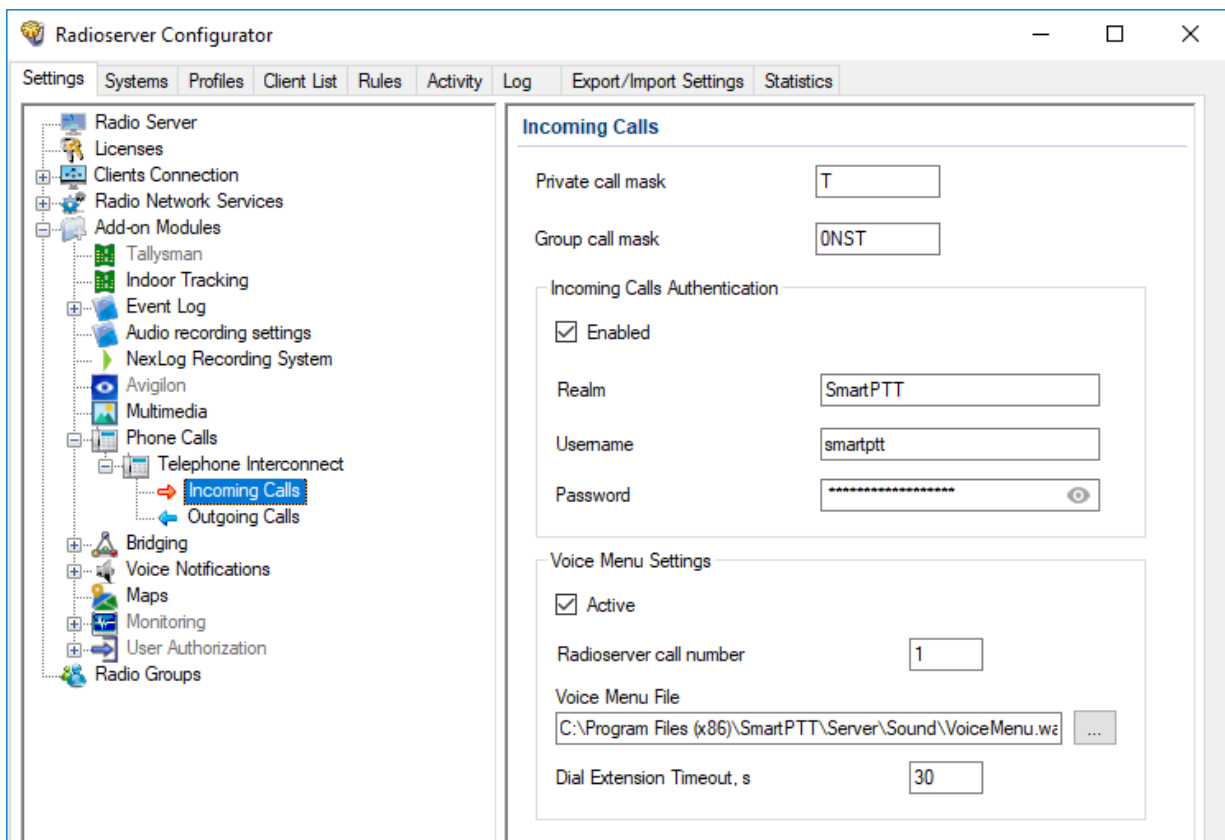 Radioserver Configurator
Settings Systems Profiles Client List Rules Activity Log Export/Import Settings Statistics
Radio Server
Licenses
Clients Connection
Radio Network Services
Add-on Modules
Tallysman
Indoor Tracking
Event Log
Audio recording settings
NexLog Recording System
Avigilon
Multimedia
Phone Calls
Telephone Interconnect
Incoming Calls
Outgoing Calls
Bridging
Voice Notifications
Maps
Monitoring
User Authorization
Radio Groups
Incoming Calls
Private call mask T
Group call mask 0NST
Incoming Calls Authentication
Enabled
Realm SmartPTT
Username smartptt
Password ******************
Voice Menu Settings
Active
Radioserver call number 1
Voice Menu File
C:\Program Files (x86)\SmartPTT\Server\Sound\VoiceMenu.wa ...
Dial Extension Timeout, s 30